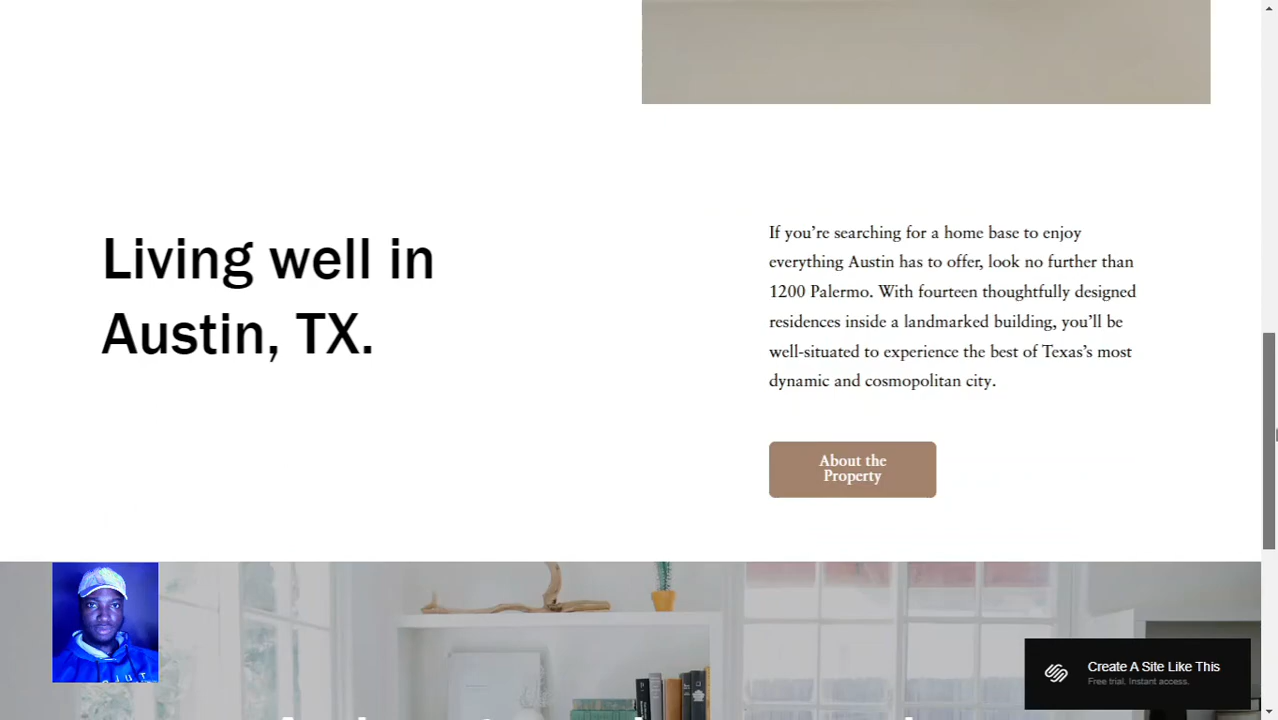 Living well in
Austin, TX.
If you’re searching for a home base to enjoy
everything Austin has to offer, look no further than
1200 Palermo. With fourteen thoughtfully designed
residences inside a landmarked building, you’ll be
well-situated to experience the best of Texas’s most
dynamic and cosmopolitan city.
About the
Property
Create A Site Like This
Free trial. Instant access.